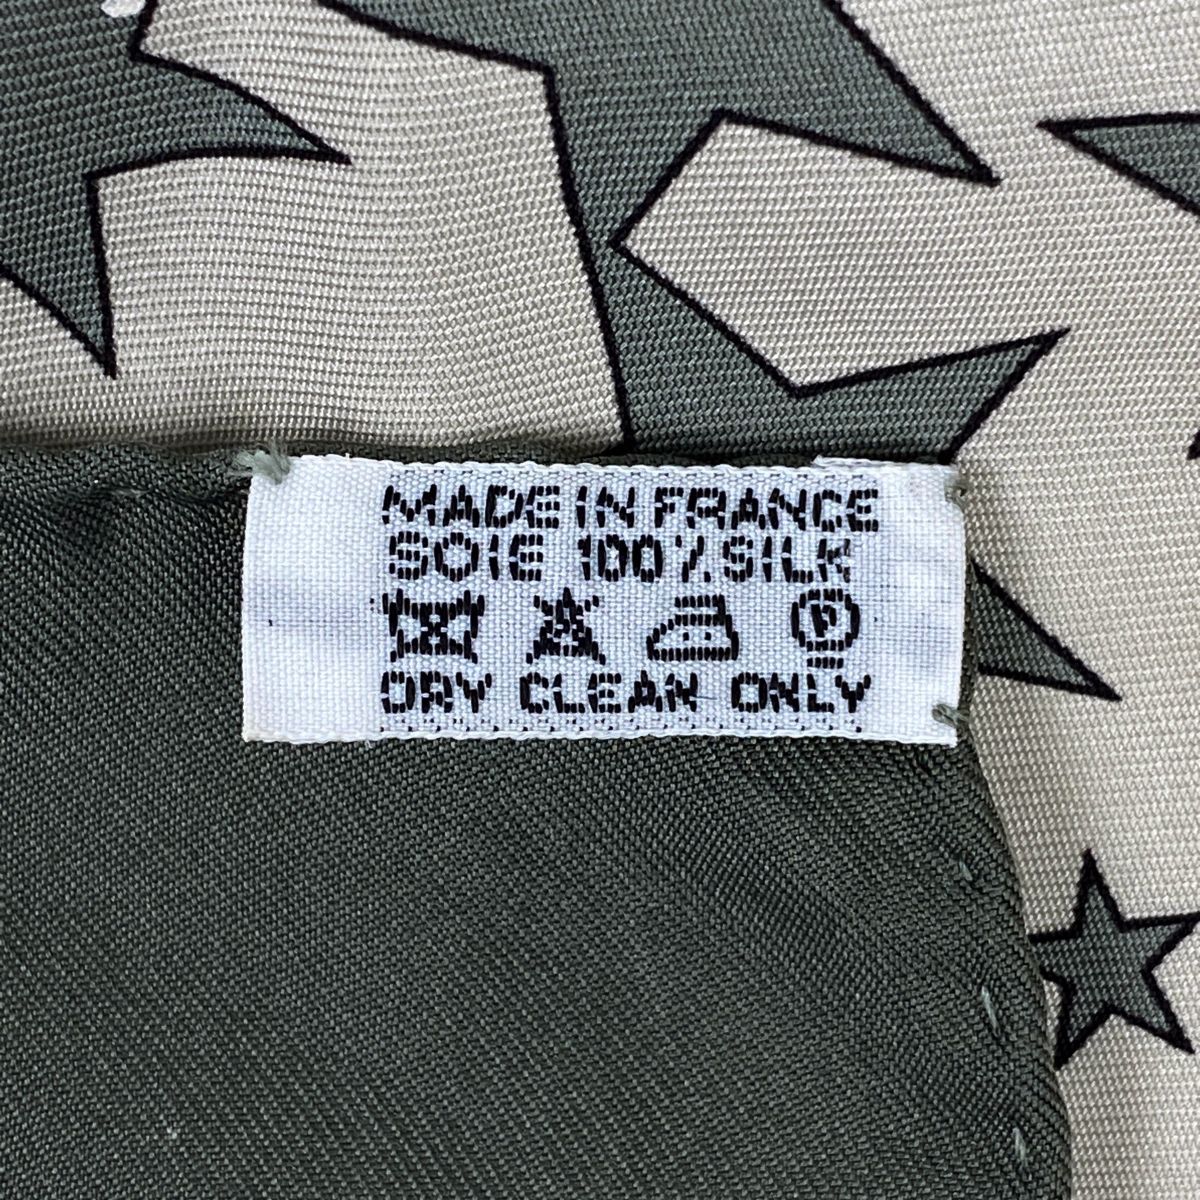 MADE IN FRANCE
SOIE 100% SILK
P
DRY CLEAN ONLY